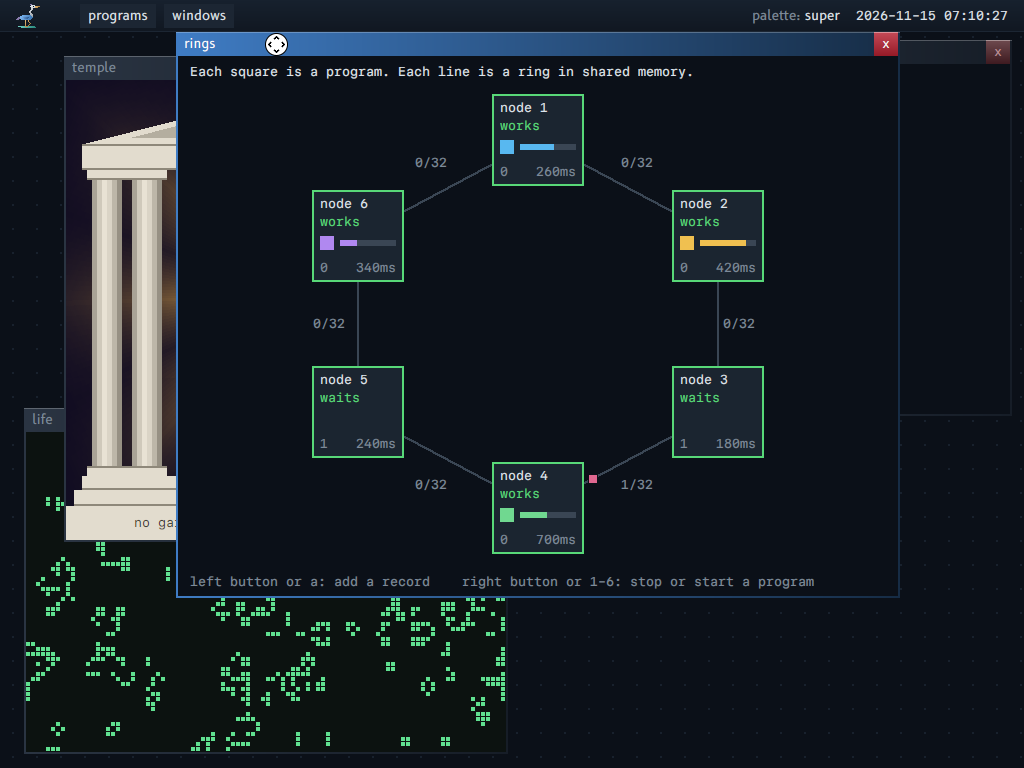 programs windows palette: super 2026-11-15 07:10:27
rings x
x
temple
Each square is a program. Each line is a ring in shared memory.
node 1
works
0 260ms
0/32 0/32
node 6
works
0 340ms
node 2
works
0 420ms
0/32 0/32
node 5
waits
1 240ms
node 3
waits
1 180ms
0/32 1/32
node 4
works
0 700ms
life
left button or a: add a record right button or 1-6: stop or start a program
no